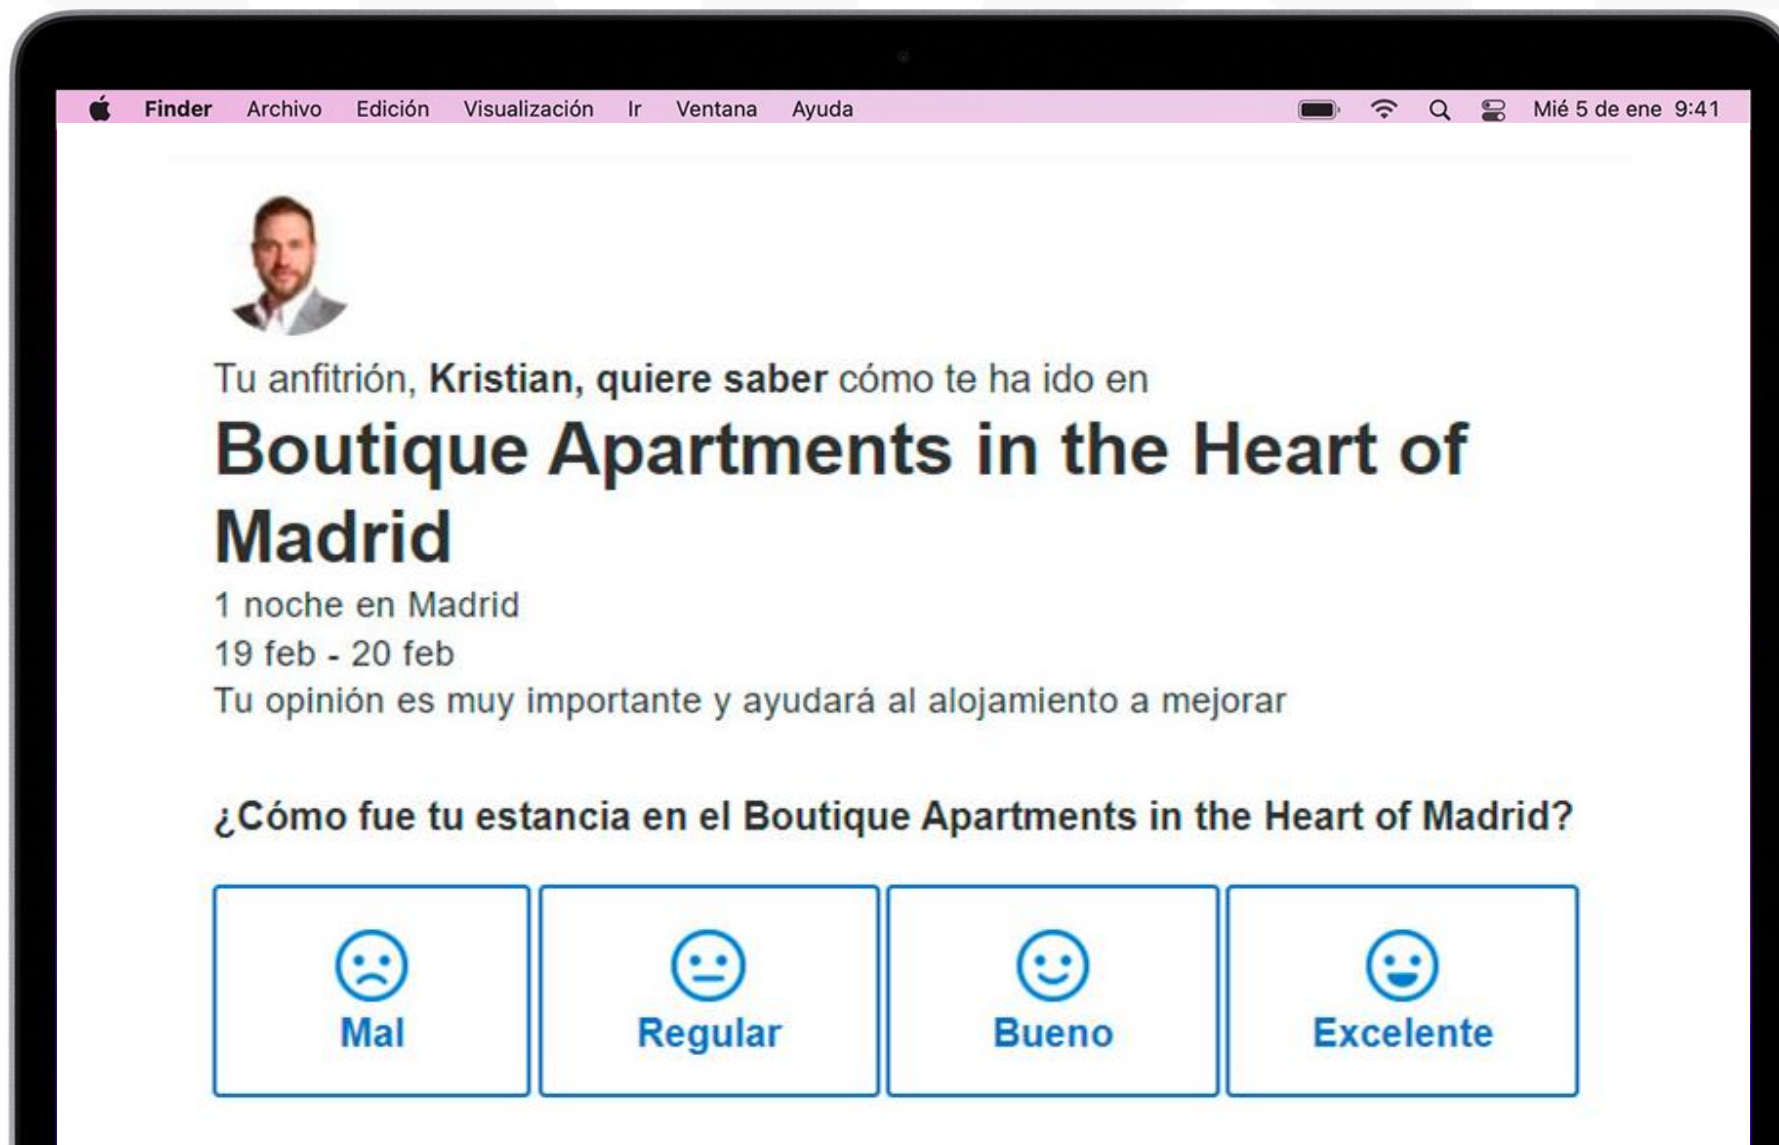 Finder Archivo Edición Visualización Ir Ventana Ayuda Mié 5 de ene 9:41
Tu anfitrión, Kristian, quiere saber cómo te ha ido en
Boutique Apartments in the Heart of
Madrid
1 noche en Madrid
19 feb - 20 feb
Tu opinión es muy importante y ayudará al alojamiento a mejorar
¿Cómo fue tu estancia en el Boutique Apartments in the Heart of Madrid?
Mal Regular Bueno Excelente